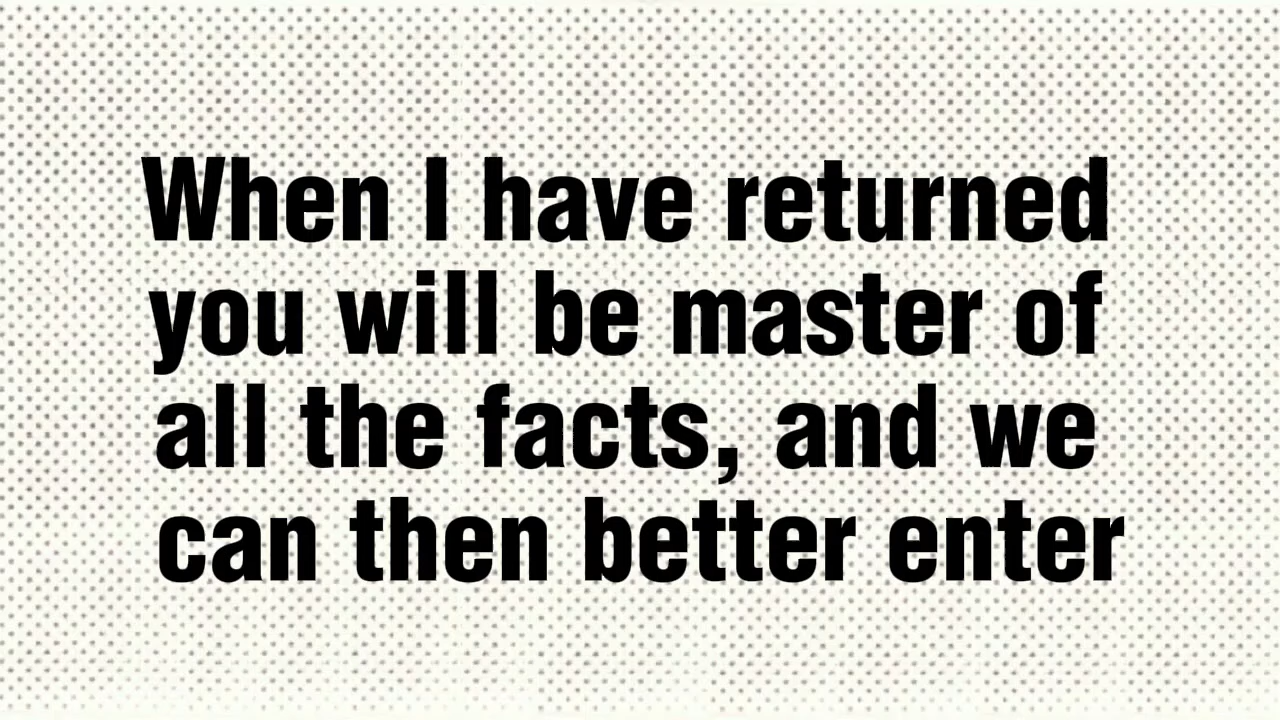 When I have returned
you will be master of
all the facts, and we
can then better enter